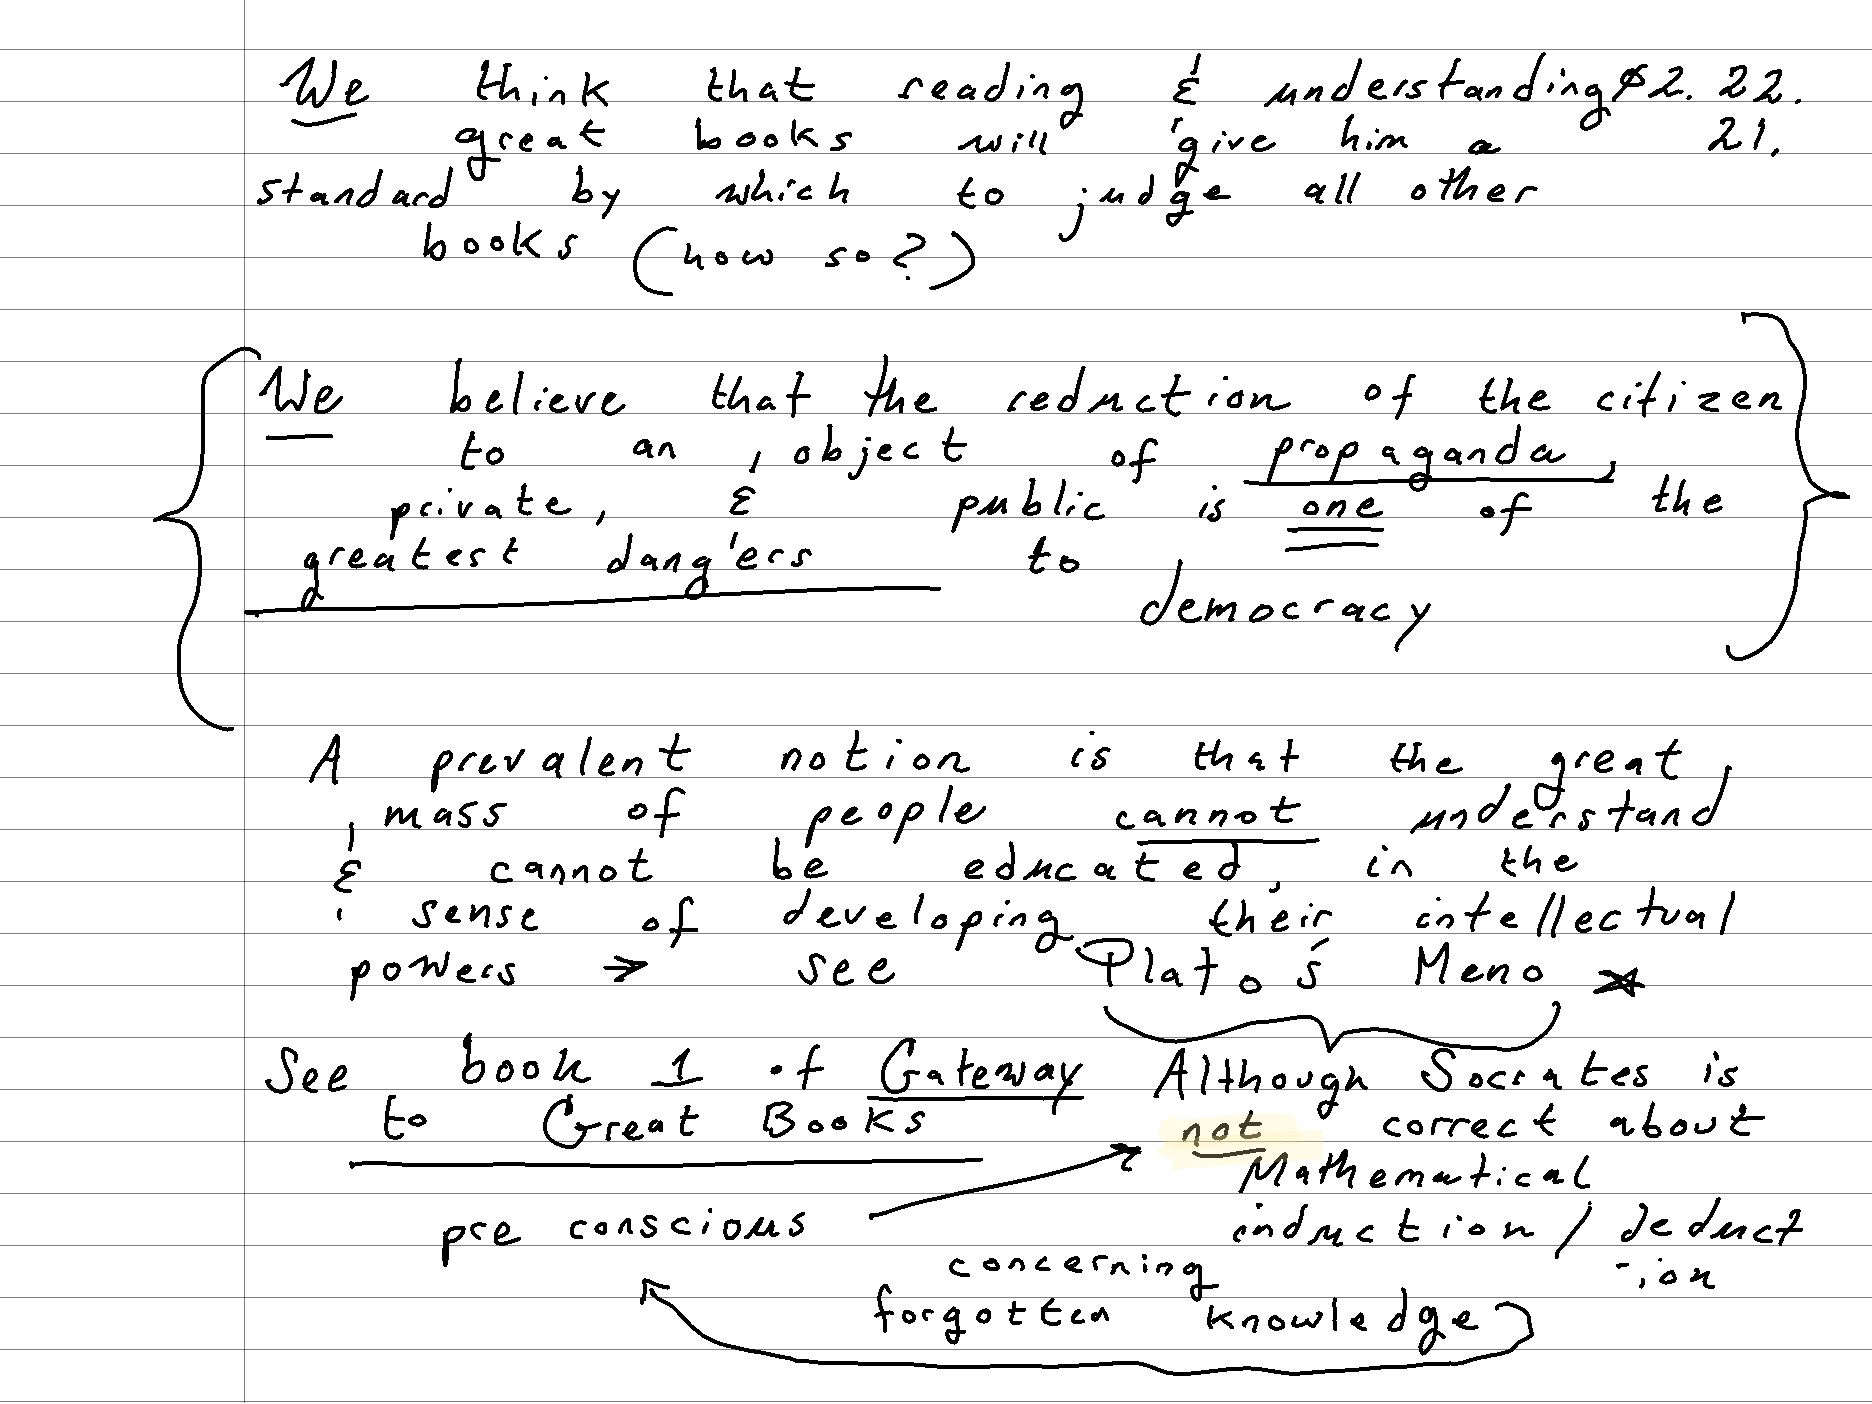 We think that reading & understanding 02. 22.
great books will give him a 21.
standard by which to judge all other
books (how so?)
We believe that the reduction of the citizen
to an object of propaganda,
private, & public is one of the
greatest dangers to
democracy
A prevalent notion is that the great
mass of people cannot understand
& cannot be educated, in the
sense of developing their intellectual
powers → see Plato's Meno ☆
See book 1 of Gateway
to Great Books
Although Socrates is
not correct about
Mathematical
induction / deduct
-ion
pre conscious
concerning
forgotten knowledge